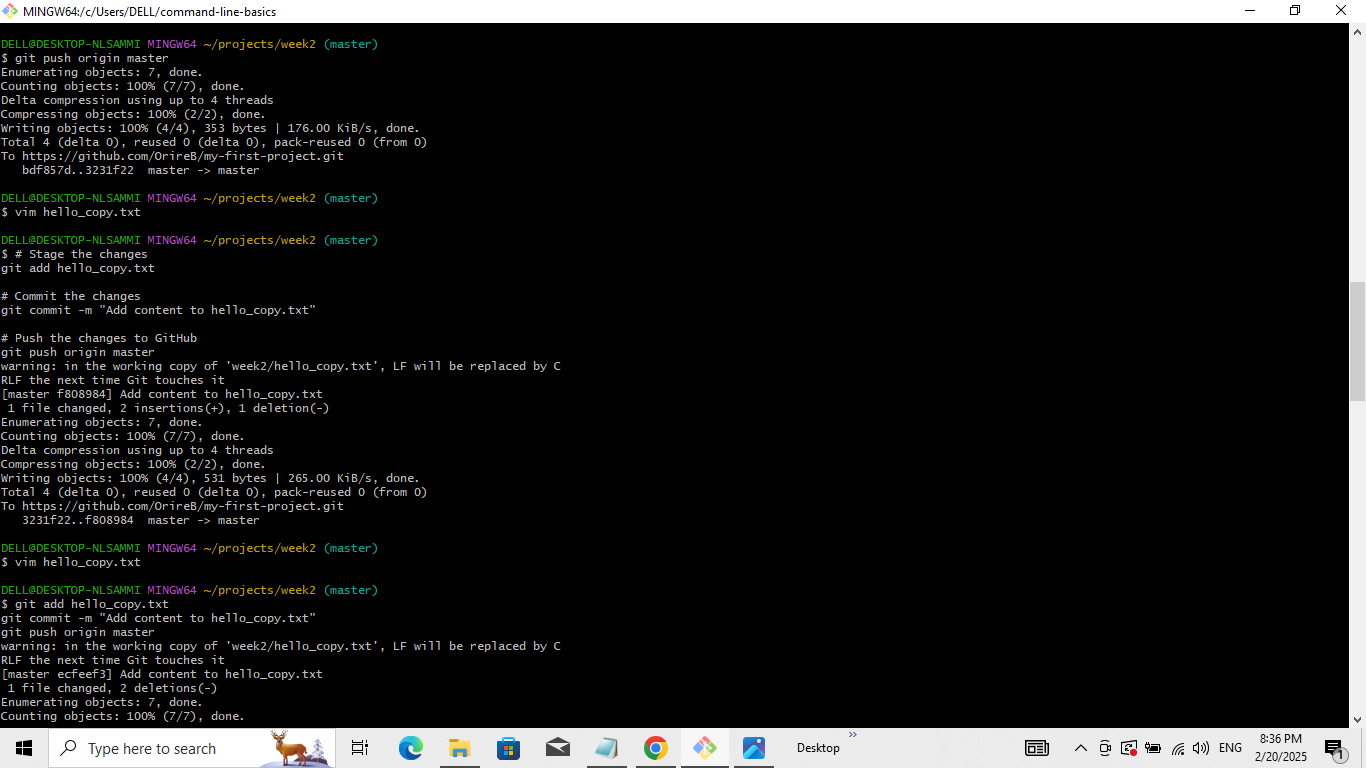 MINGW64:/c/Users/DELL/command-line-basics
DELL@DESKTOP-NLSAMMI MINGW64 ~/projects/week2 (master)
$ git push origin master
Enumerating objects: 7, done.
Counting objects: 100% (7/7), done.
Delta compression using up to 4 threads
Compressing objects: 100% (2/2), done.
Writing objects: 100% (4/4), 353 bytes | 176.00 KiB/s, done.
Total 4 (delta 0), reused 0 (delta 0), pack-reused 0 (from 0)
To https://github.com/OrireB/my-first-project.git
   bdf857d..3231f22  master -> master
DELL@DESKTOP-NLSAMMI MINGW64 ~/projects/week2 (master)
$ vim hello_copy.txt
DELL@DESKTOP-NLSAMMI MINGW64 ~/projects/week2 (master)
$ # Stage the changes
git add hello_copy.txt
# Commit the changes
git commit -m "Add content to hello_copy.txt"
# Push the changes to GitHub
git push origin master
warning: in the working copy of 'week2/hello_copy.txt', LF will be replaced by C
RLF the next time Git touches it
[master f808984] Add content to hello_copy.txt
 1 file changed, 2 insertions(+), 1 deletion(-)
Enumerating objects: 7, done.
Counting objects: 100% (7/7), done.
Delta compression using up to 4 threads
Compressing objects: 100% (2/2), done.
Writing objects: 100% (4/4), 531 bytes | 265.00 KiB/s, done.
Total 4 (delta 0), reused 0 (delta 0), pack-reused 0 (from 0)
To https://github.com/OrireB/my-first-project.git
   3231f22..f808984  master -> master
DELL@DESKTOP-NLSAMMI MINGW64 ~/projects/week2 (master)
$ vim hello_copy.txt
DELL@DESKTOP-NLSAMMI MINGW64 ~/projects/week2 (master)
$ git add hello_copy.txt
git commit -m "Add content to hello_copy.txt"
git push origin master
warning: in the working copy of 'week2/hello_copy.txt', LF will be replaced by C
RLF the next time Git touches it
[master ecfeef3] Add content to hello_copy.txt
 1 file changed, 2 deletions(-)
Enumerating objects: 7, done.
Counting objects: 100% (7/7), done.
Type here to search
Desktop
ENG
8:36 PM
2/20/2025
1